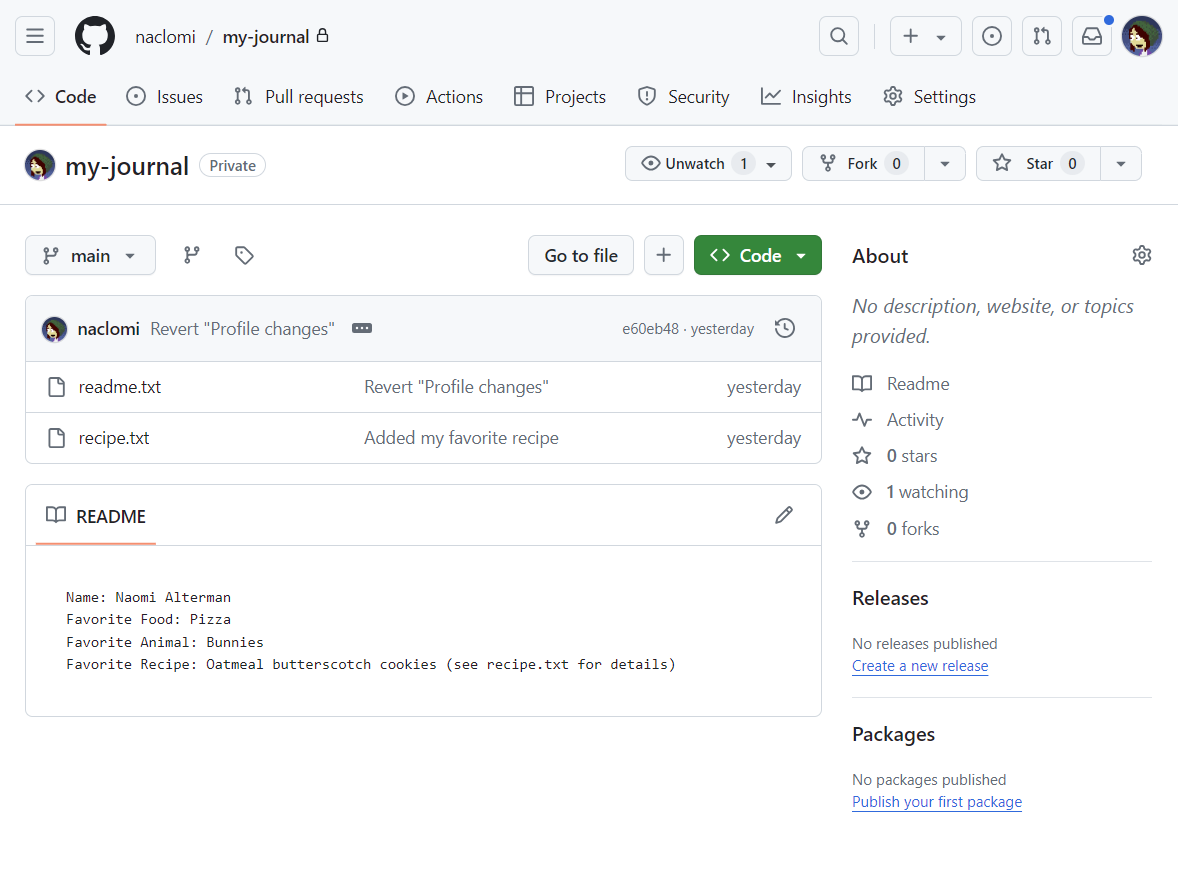 naclomi / my-journal
Code Issues Pull requests Actions Projects Security Insights Settings
my-journal Private Unwatch 1 Fork 0 Star 0
main Go to file Code
naclomi Revert "Profile changes" e60eb48 · yesterday
readme.txt Revert "Profile changes" yesterday
recipe.txt Added my favorite recipe yesterday
README
Name: Naomi Alterman
Favorite Food: Pizza
Favorite Animal: Bunnies
Favorite Recipe: Oatmeal butterscotch cookies (see recipe.txt for details)
About
No description, website, or topics
provided.
Readme
Activity
0 stars
1 watching
0 forks
Releases
No releases published
Create a new release
Packages
No packages published
Publish your first package